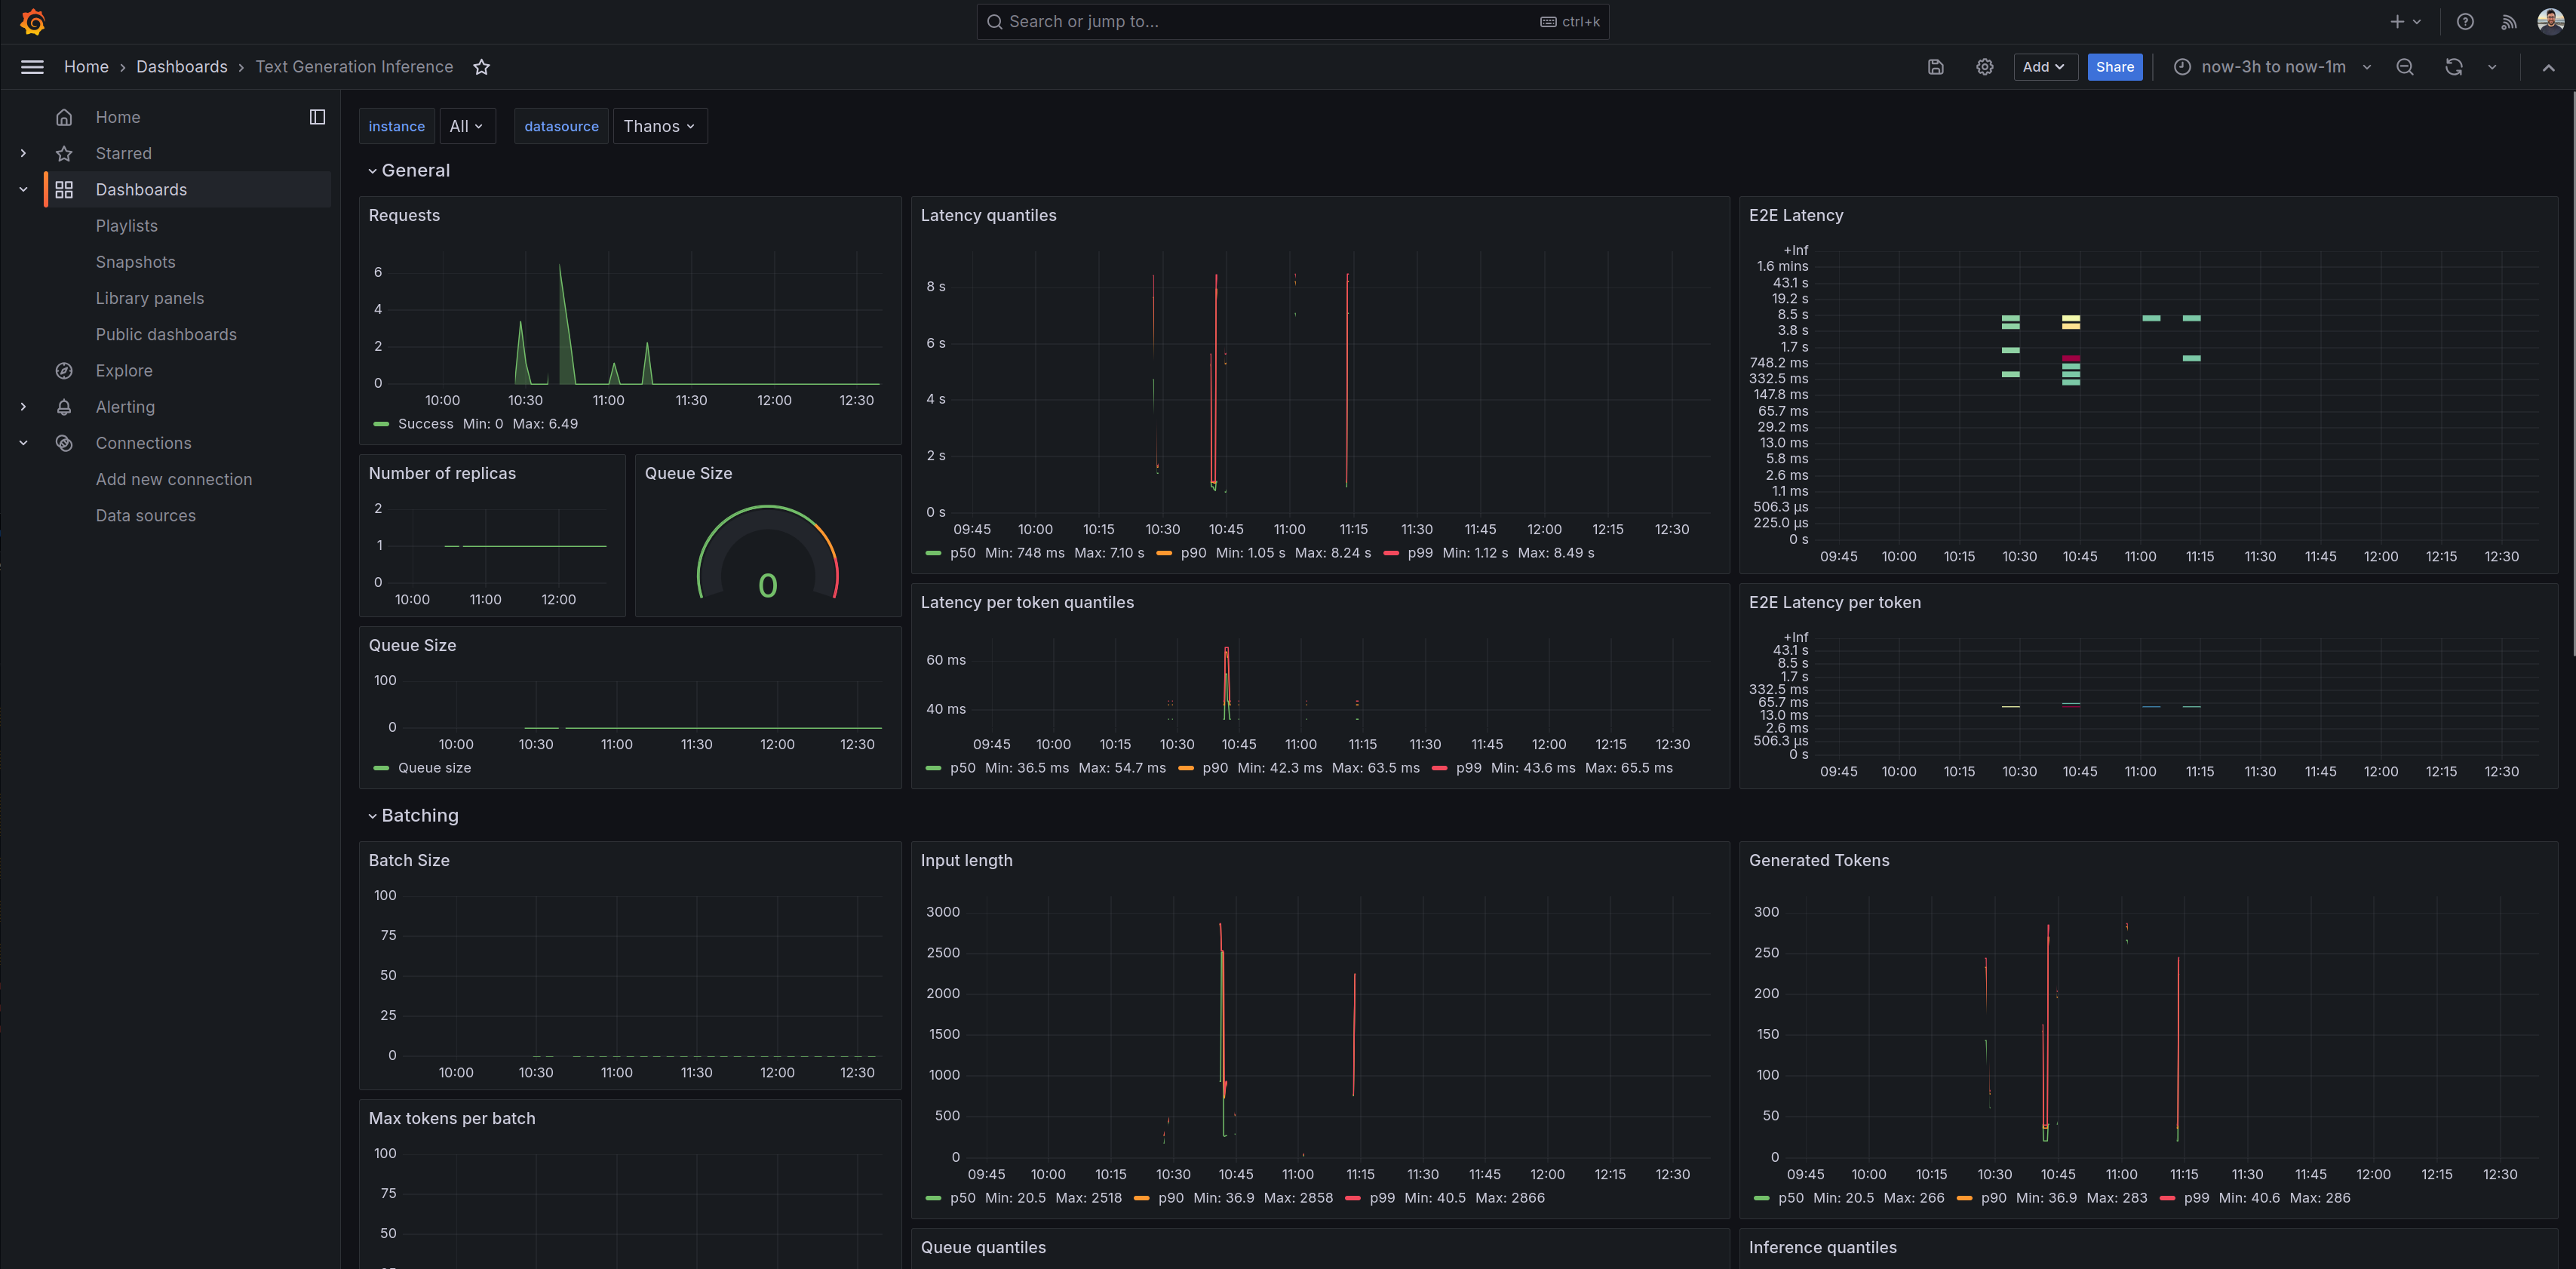 Search or jump to... ctrl+k
Home › Dashboards › Text Generation Inference Add Share now-3h to now-1m
Home
Starred
Dashboards
Playlists
Snapshots
Library panels
Public dashboards
Explore
Alerting
Connections
Add new connection
Data sources
instance All datasource Thanos
General
Requests
6
4
2
0
10:00 10:30 11:00 11:30 12:00 12:30
Success Min: 0 Max: 6.49
Number of replicas
2
1
0
10:00 11:00 12:00
Queue Size
0
Queue Size
100
0
10:00 10:30 11:00 11:30 12:00 12:30
Queue size
Latency quantiles
8 s
6 s
4 s
2 s
0 s
09:45 10:00 10:15 10:30 10:45 11:00 11:15 11:30 11:45 12:00 12:15 12:30
p50 Min: 748 ms Max: 7.10 s p90 Min: 1.05 s Max: 8.24 s p99 Min: 1.12 s Max: 8.49 s
Latency per token quantiles
60 ms
40 ms
09:45 10:00 10:15 10:30 10:45 11:00 11:15 11:30 11:45 12:00 12:15 12:30
p50 Min: 36.5 ms Max: 54.7 ms p90 Min: 42.3 ms Max: 63.5 ms p99 Min: 43.6 ms Max: 65.5 ms
E2E Latency
+Inf
1.6 mins
43.1 s
19.2 s
8.5 s
3.8 s
1.7 s
748.2 ms
332.5 ms
147.8 ms
65.7 ms
29.2 ms
13.0 ms
5.8 ms
2.6 ms
1.1 ms
506.3 µs
225.0 µs
0 s
09:45 10:00 10:15 10:30 10:45 11:00 11:15 11:30 11:45 12:00 12:15 12:30
E2E Latency per token
+Inf
43.1 s
8.5 s
1.7 s
332.5 ms
65.7 ms
13.0 ms
2.6 ms
506.3 µs
0 s
09:45 10:00 10:15 10:30 10:45 11:00 11:15 11:30 11:45 12:00 12:15 12:30
Batching
Batch Size
100
75
50
25
0
10:00 10:30 11:00 11:30 12:00 12:30
Max tokens per batch
100
75
50
Input length
3000
2500
2000
1500
1000
500
0
09:45 10:00 10:15 10:30 10:45 11:00 11:15 11:30 11:45 12:00 12:15 12:30
p50 Min: 20.5 Max: 2518 p90 Min: 36.9 Max: 2858 p99 Min: 40.5 Max: 2866
Queue quantiles
Generated Tokens
300
250
200
150
100
50
0
09:45 10:00 10:15 10:30 10:45 11:00 11:15 11:30 11:45 12:00 12:15 12:30
p50 Min: 20.5 Max: 266 p90 Min: 36.9 Max: 283 p99 Min: 40.6 Max: 286
Inference quantiles